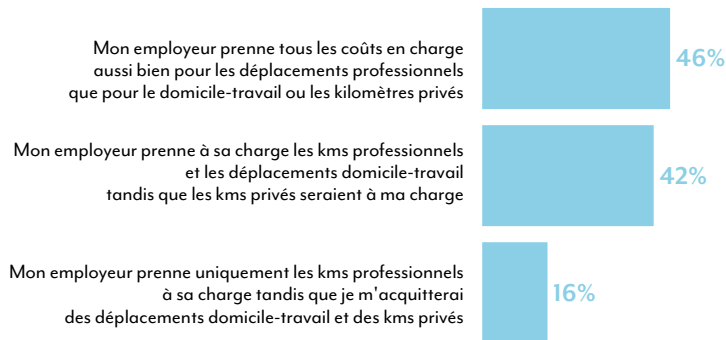 Mon employeur prenne tous les coûts en charge
aussi bien pour les déplacements professionnels
que pour le domicile-travail ou les kilomètres privés
46%
Mon employeur prenne à sa charge les kms professionnels
et les déplacements domicile-travail
tandis que les kms privés seraient à ma charge
42%
Mon employeur prenne uniquement les kms professionnels
à sa charge tandis que je m'acquitterai
des déplacements domicile-travail et des kms privés
16%